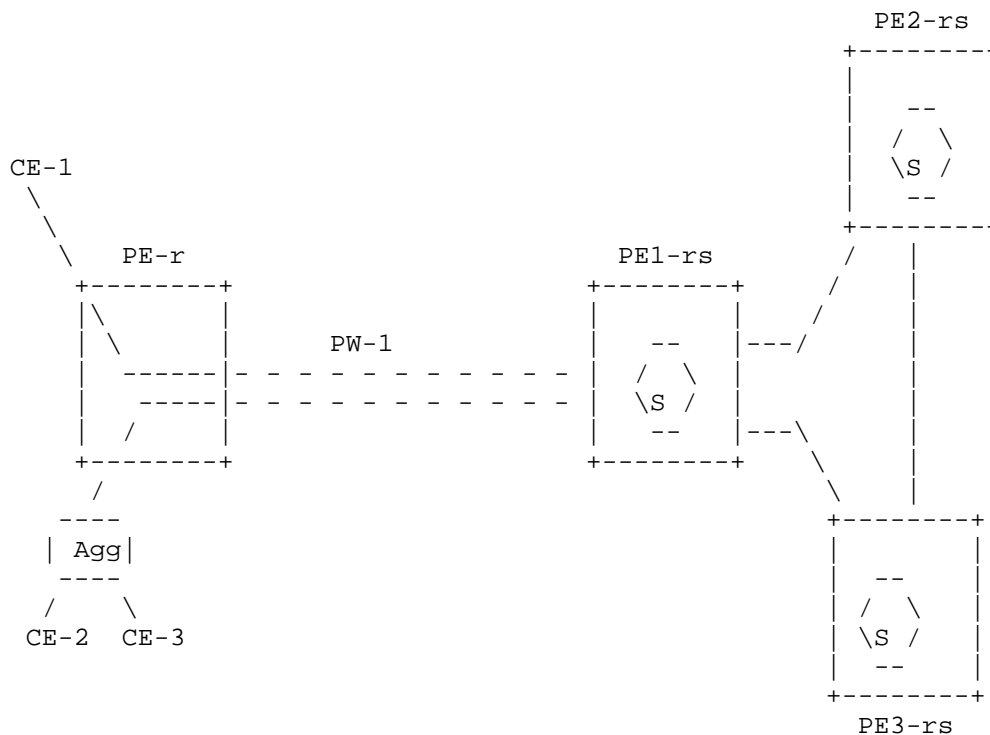 PE2-rs
S
CE-1
PE-r
PE1-rs
PW-1
S
Agg
CE-2 CE-3
S
PE3-rs